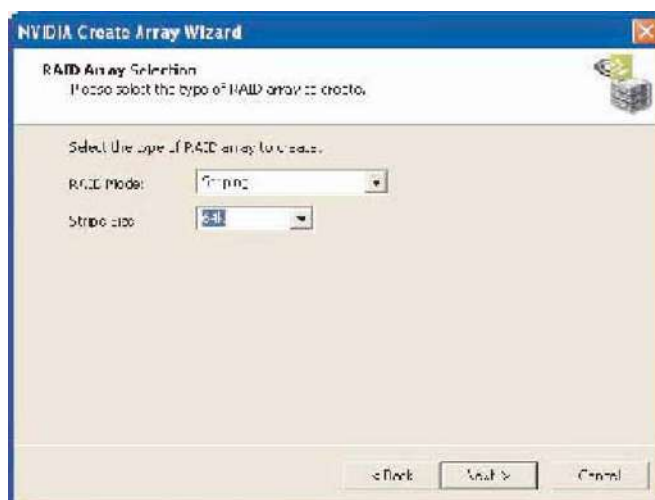 NVIDIA Create Array Wizard
RAID Array Selection
Please select the type of RAID array to create.
Select the type of RAID array to create.
RAID Mode:
Striping
Stripe Size
64k
< Back
Next >
Cancel